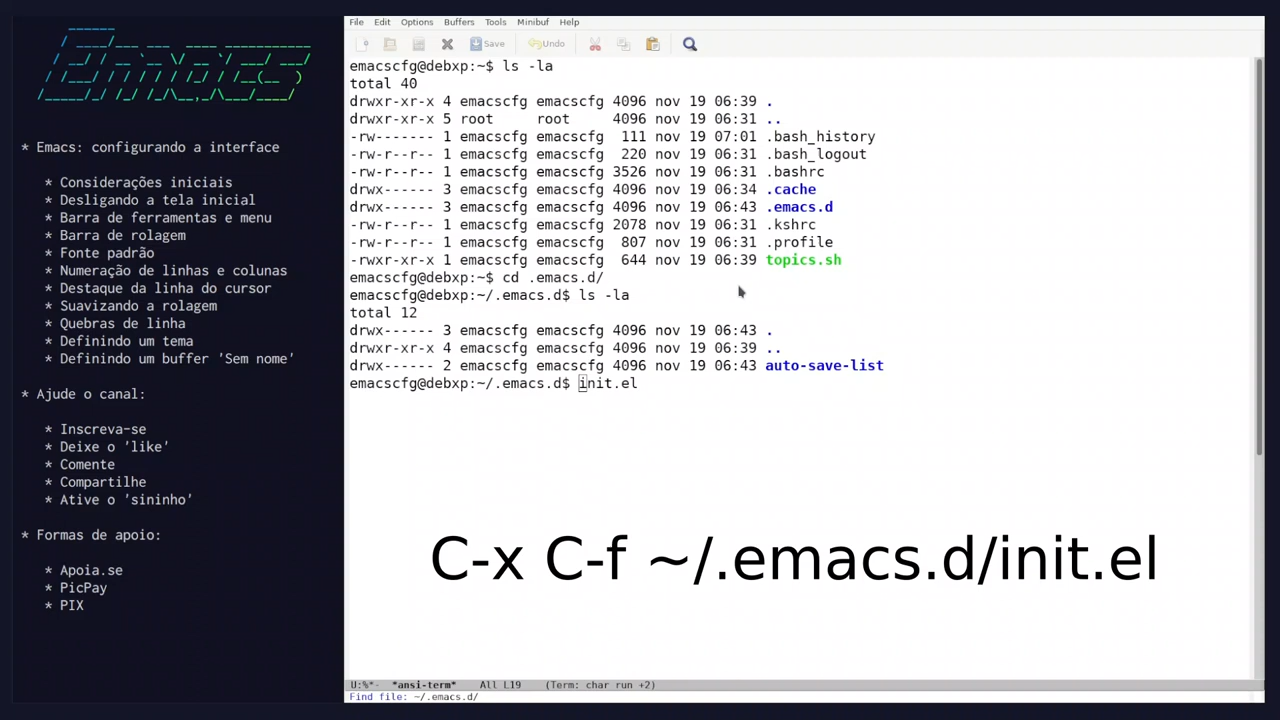 Emacs
* Emacs: configurando a interface
* Considerações iniciais
* Desligando a tela inicial
* Barra de ferramentas e menu
* Barra de rolagem
* Fonte padrão
* Numeração de linhas e colunas
* Destaque da linha do cursor
* Suavizando a rolagem
* Quebras de linha
* Definindo um tema
* Definindo um buffer 'Sem nome'
* Ajude o canal:
* Inscreva-se
* Deixe o 'like'
* Comente
* Compartilhe
* Ative o 'sininho'
* Formas de apoio:
* Apoia.se
* PicPay
* PIX
File Edit Options Buffers Tools Minibuf Help
Save Undo
emacscfg@debxp:~$ ls -la
total 40
drwxr-xr-x 4 emacscfg emacscfg 4096 nov 19 06:39 .
drwxr-xr-x 5 root     root     4096 nov 19 06:31 ..
-rw------- 1 emacscfg emacscfg  111 nov 19 07:01 .bash_history
-rw-r--r-- 1 emacscfg emacscfg  220 nov 19 06:31 .bash_logout
-rw-r--r-- 1 emacscfg emacscfg 3526 nov 19 06:31 .bashrc
drwx------ 3 emacscfg emacscfg 4096 nov 19 06:34 .cache
drwx------ 3 emacscfg emacscfg 4096 nov 19 06:43 .emacs.d
-rw-r--r-- 1 emacscfg emacscfg 2078 nov 19 06:31 .kshrc
-rw-r--r-- 1 emacscfg emacscfg  807 nov 19 06:31 .profile
-rwxr-xr-x 1 emacscfg emacscfg  644 nov 19 06:39 topics.sh
emacscfg@debxp:~$ cd .emacs.d/
emacscfg@debxp:~/.emacs.d$ ls -la
total 12
drwx------ 3 emacscfg emacscfg 4096 nov 19 06:43 .
drwxr-xr-x 4 emacscfg emacscfg 4096 nov 19 06:39 ..
drwx------ 2 emacscfg emacscfg 4096 nov 19 06:43 auto-save-list
emacscfg@debxp:~/.emacs.d$ init.el
C-x C-f ~/.emacs.d/init.el
U:%*- *ansi-term* All L19 (Term: char run +2)
Find file: ~/.emacs.d/